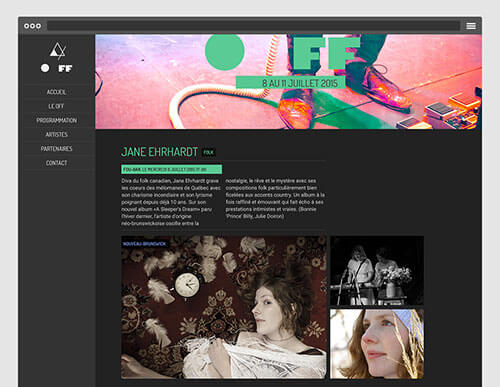 OFF
ACCUEIL
LE OFF
PROGRAMMATION
ARTISTES
PARTENAIRES
CONTACT
OFF
8 AU 11 JUILLET 2015
JANE EHRHARDT FOLK
FOU-BAR LE MERCREDI 8 JUILLET 2015
Diva du folk canadien, Jane Ehrhardt grave
les coeurs des mélomanes de Québec avec
son charisme incendiaire et son lyrisme
poignant depuis déjà 10 ans. Sur son
nouvel album «A Sleeper's Dream» paru
l'hiver dernier, l'artiste d'origine
néo-brunswickoise oscille entre la
nostalgie, le rêve et le mystère avec ses
compositions folk particulièrement bien
ficelées aux accents country. Un album à la
fois raffiné et émouvant qui fait écho à ses
prestations intimistes et vraies. (Bonnie
'Prince' Billy, Julie Doiron)
NOUVEAU-BRUNSWICK